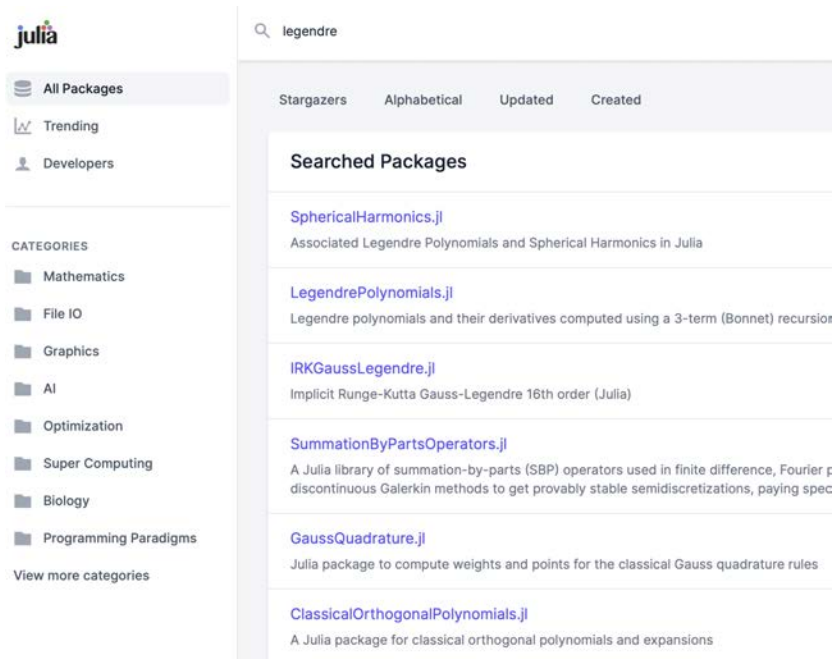 julia
All Packages
Trending
Developers
CATEGORIES
Mathematics
File IO
Graphics
AI
Optimization
Super Computing
Biology
Programming Paradigms
View more categories
legendre
Stargazers Alphabetical Updated Created
Searched Packages
SphericalHarmonics.jl
Associated Legendre Polynomials and Spherical Harmonics in Julia
LegendrePolynomials.jl
Legendre polynomials and their derivatives computed using a 3-term (Bonnet) recursion
IRKGaussLegendre.jl
Implicit Runge-Kutta Gauss-Legendre 16th order (Julia)
SummationByPartsOperators.jl
A Julia library of summation-by-parts (SBP) operators used in finite difference, Fourier p
discontinuous Galerkin methods to get provably stable semidiscretizations, paying spec
GaussQuadrature.jl
Julia package to compute weights and points for the classical Gauss quadrature rules
ClassicalOrthogonalPolynomials.jl
A Julia package for classical orthogonal polynomials and expansions